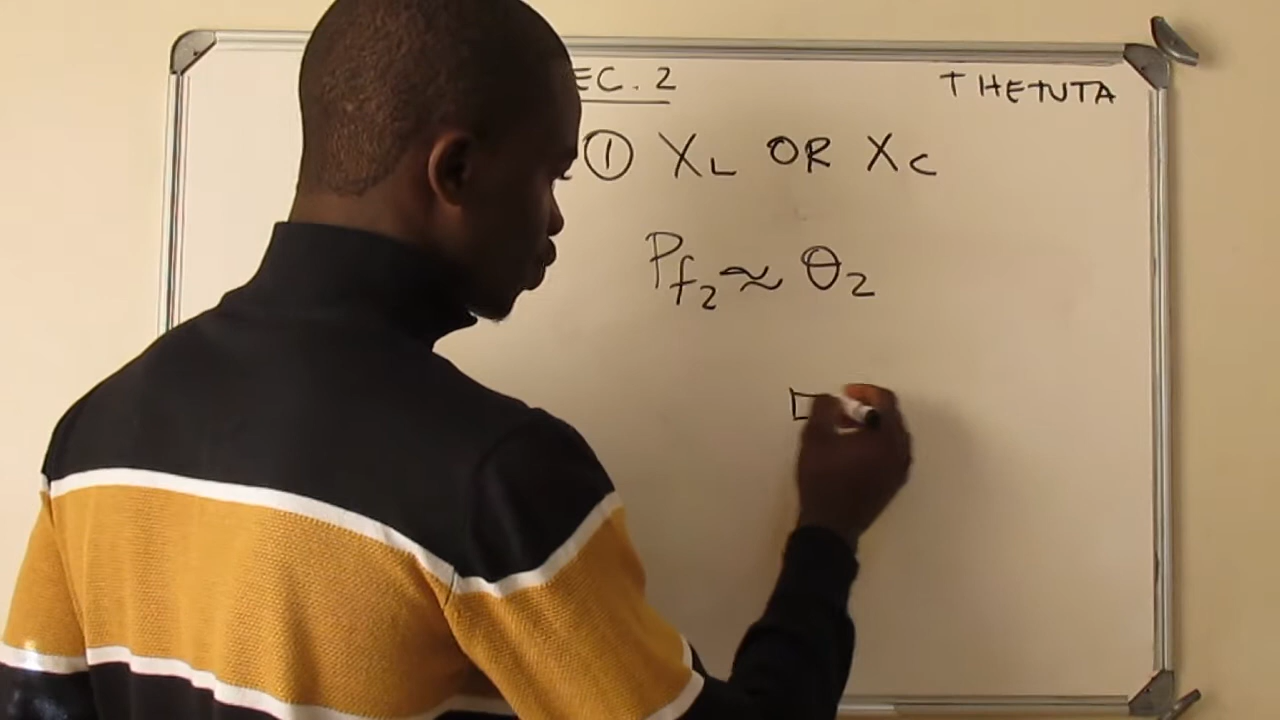 EC. 2 THETUTA
① XL OR XC
Pf2 ≈ θ2